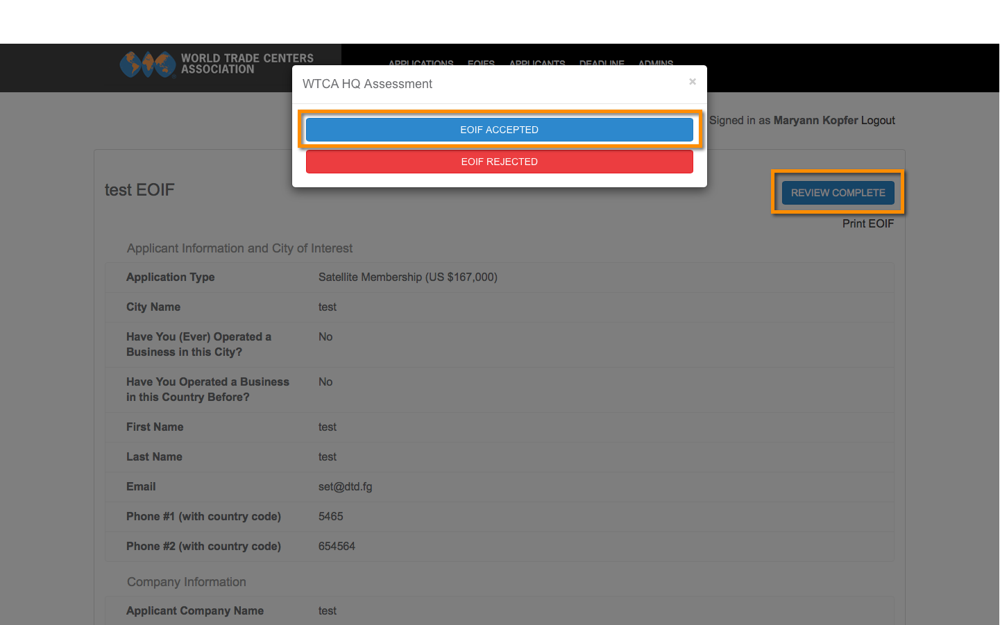 WORLD TRADE CENTERS
ASSOCIATION
APPLICATIONS EOIFS APPLICANTS DEADLINE ADMINS
WTCA HQ Assessment ×
EOIF ACCEPTED
EOIF REJECTED
Signed in as Maryann Kopfer Logout
test EOIF
REVIEW COMPLETE
Print EOIF
Applicant Information and City of Interest
Application Type Satellite Membership (US $167,000)
City Name test
Have You (Ever) Operated a No
Business in this City?
Have You Operated a Business No
in this Country Before?
First Name test
Last Name test
Email set@dtd.fg
Phone #1 (with country code) 5465
Phone #2 (with country code) 654564
Company Information
Applicant Company Name test